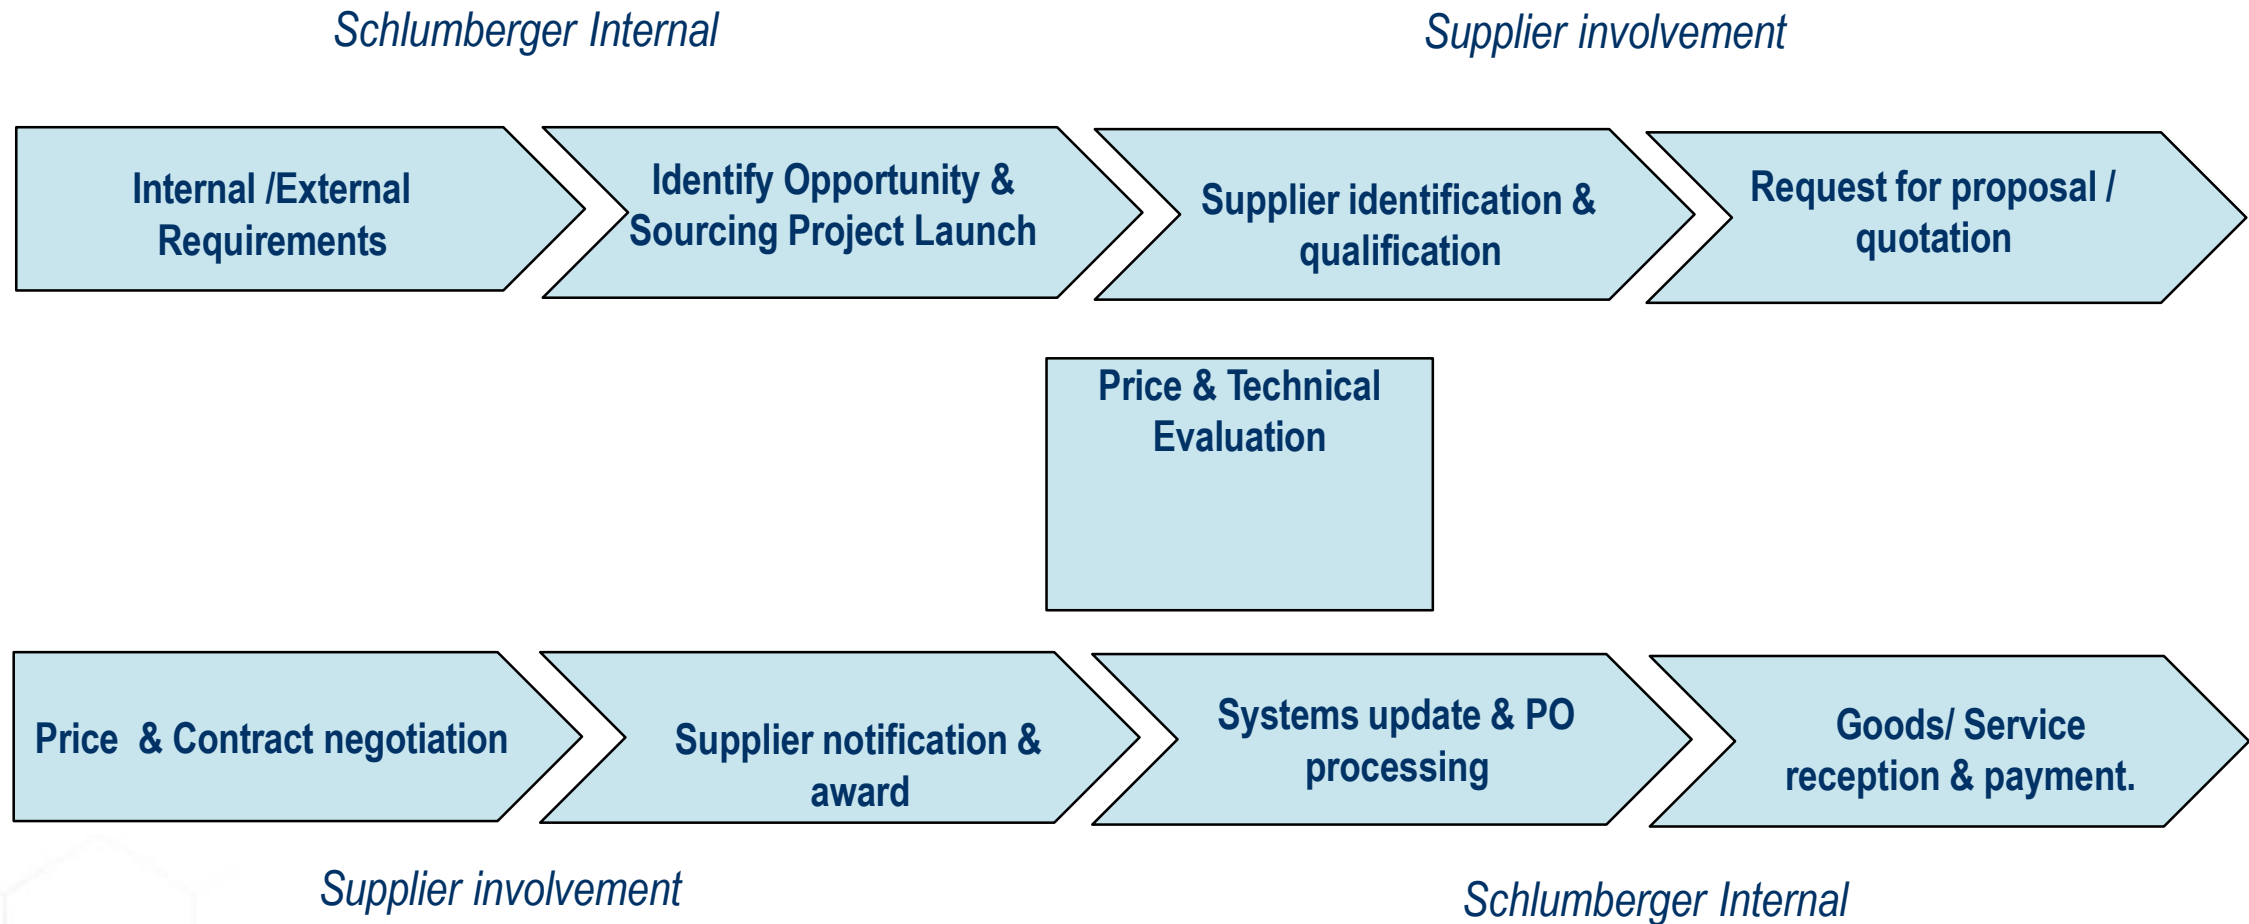 Schlumberger Internal
Supplier involvement
Internal /External
Requirements
Identify Opportunity &
Sourcing Project Launch
Supplier identification &
qualification
Request for proposal /
quotation
Price & Technical
Evaluation
Price & Contract negotiation
Supplier notification &
award
Systems update & PO
processing
Goods/ Service
reception & payment.
Supplier involvement
Schlumberger Internal